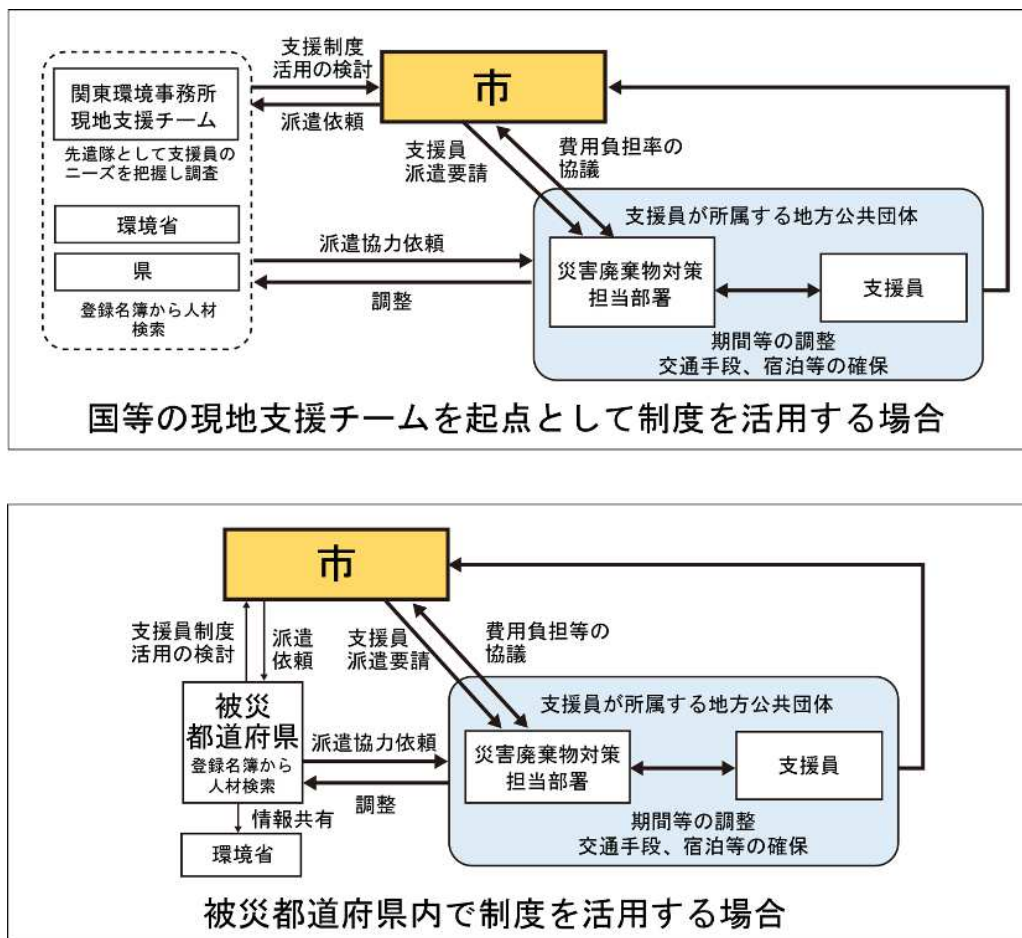 支援制度
活用の検討
市
関東環境事務所
現地支援チーム
派遣依頼
先遣隊として支援員の
ニーズを把握し調査
支援員
派遣要請
費用負担率の
協議
環境省
県
登録名簿から人材
検索
派遣協力依頼
調整
支援員が所属する地方公共団体
災害廃棄物対策
担当部署
支援員
期間等の調整
交通手段、宿泊等の確保
国等の現地支援チームを起点として制度を活用する場合
市
支援員制度
活用の検討
派遣
依頼
支援員
派遣要請
費用負担等の
協議
被災
都道府県
登録名簿から
人材検索
派遣協力依頼
調整
情報共有
環境省
支援員が所属する地方公共団体
災害廃棄物対策
担当部署
支援員
期間等の調整
交通手段、宿泊等の確保
被災都道府県内で制度を活用する場合